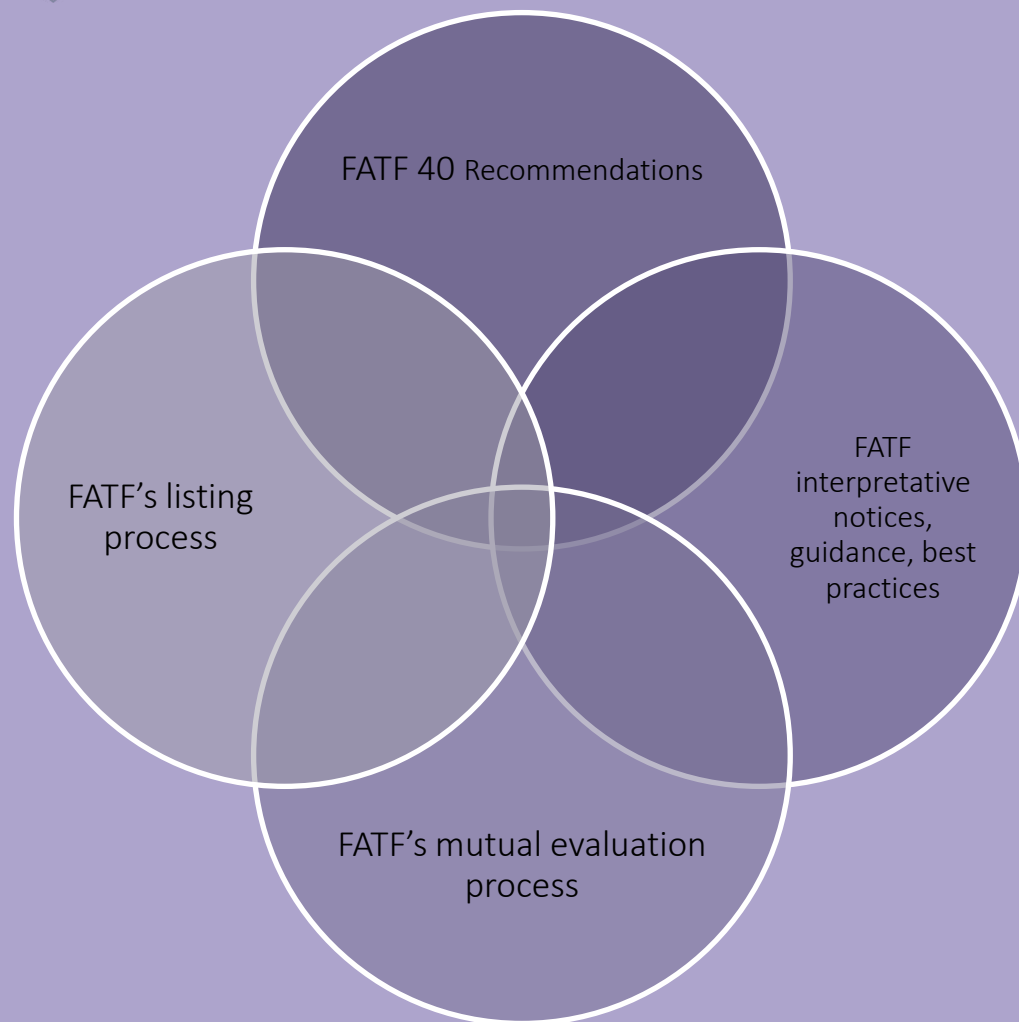 FATF 40 Recommendations
FATF’s listing
process
FATF
interpretative
notices,
guidance, best
practices
FATF’s mutual evaluation
process